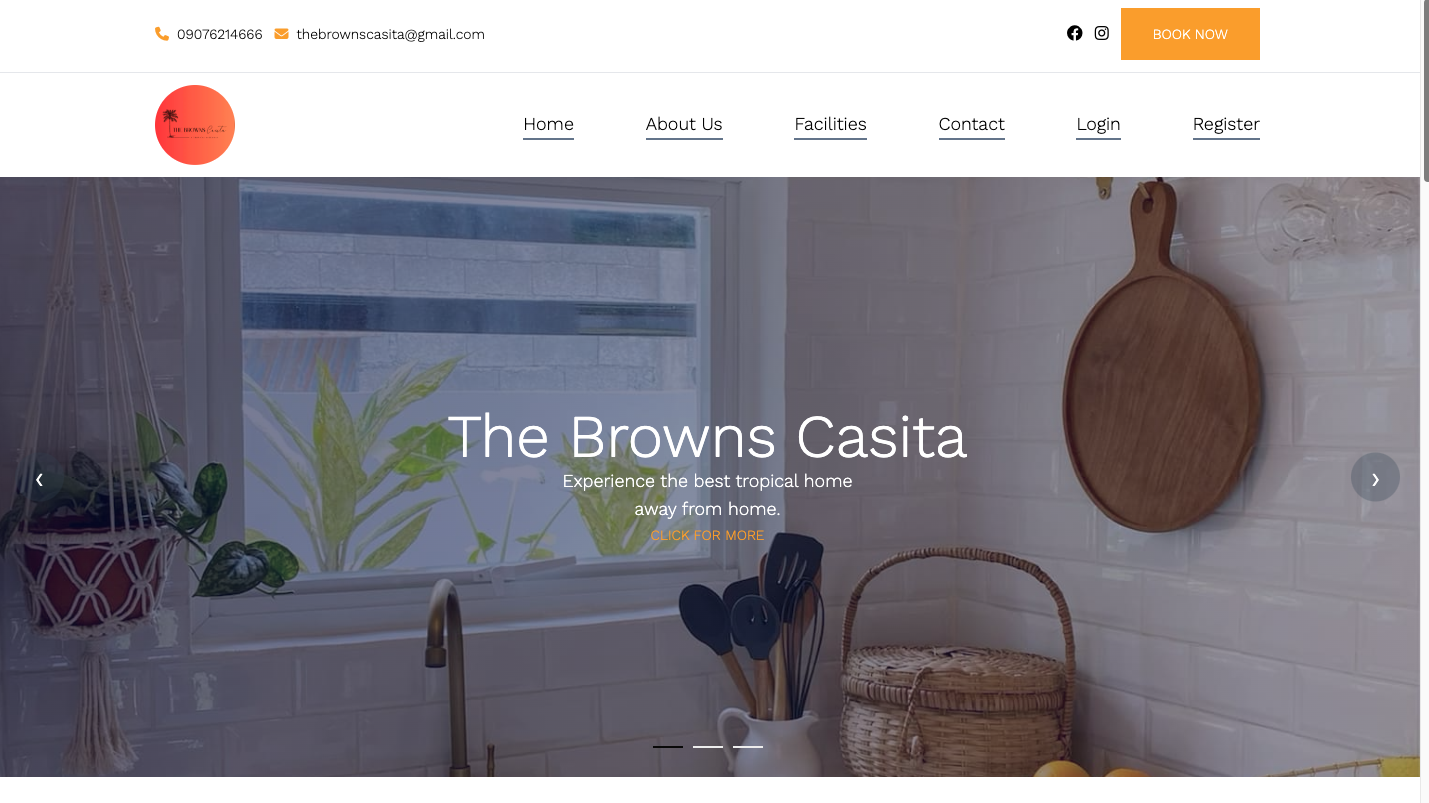 09076214666 thebrownscasita@gmail.com BOOK NOW
THE BROWNS Casita
Home About Us Facilities Contact Login Register
The Browns Casita
Experience the best tropical home
away from home.
CLICK FOR MORE